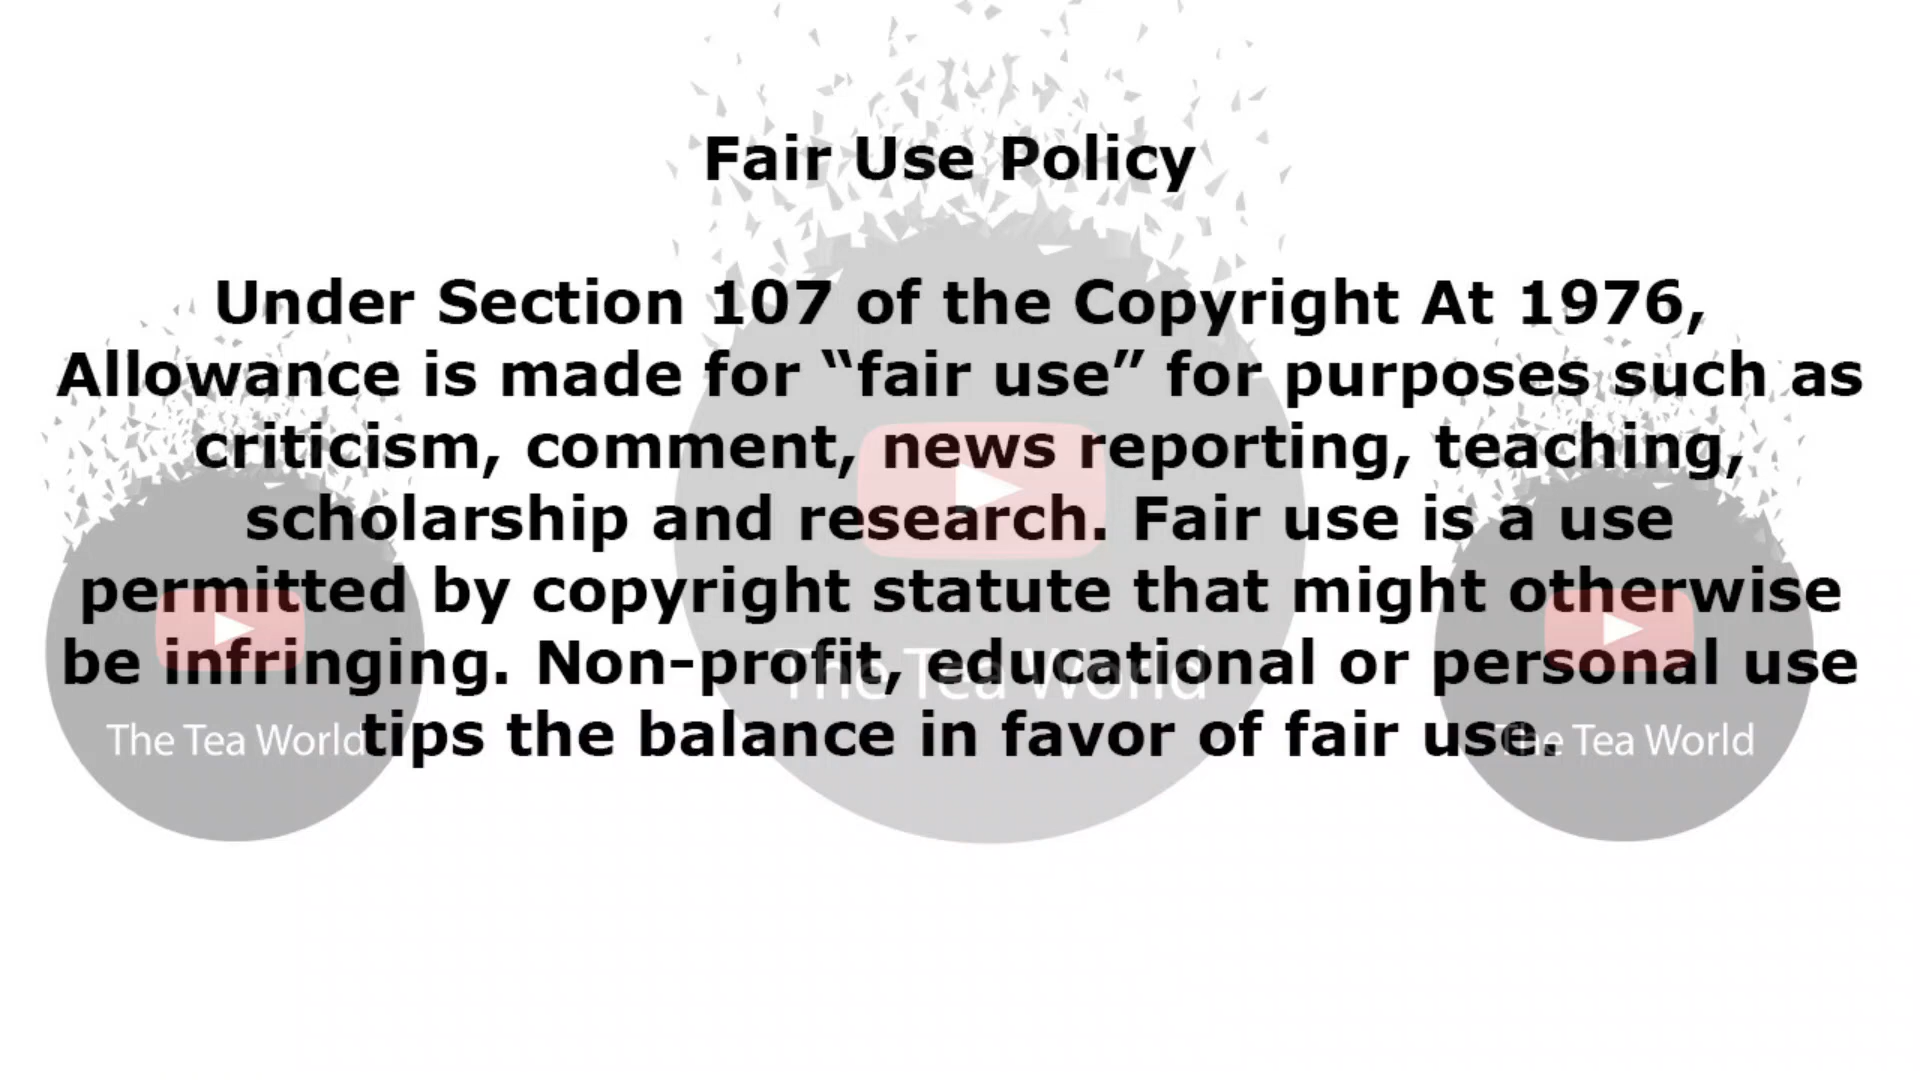 Fair Use Policy
Under Section 107 of the Copyright At 1976,
Allowance is made for “fair use” for purposes such as
criticism, comment, news reporting, teaching,
scholarship and research. Fair use is a use
permitted by copyright statute that might otherwise
be infringing. Non-profit, educational or personal use
tips the balance in favor of fair use.
The Tea World
The Tea World
The Tea World